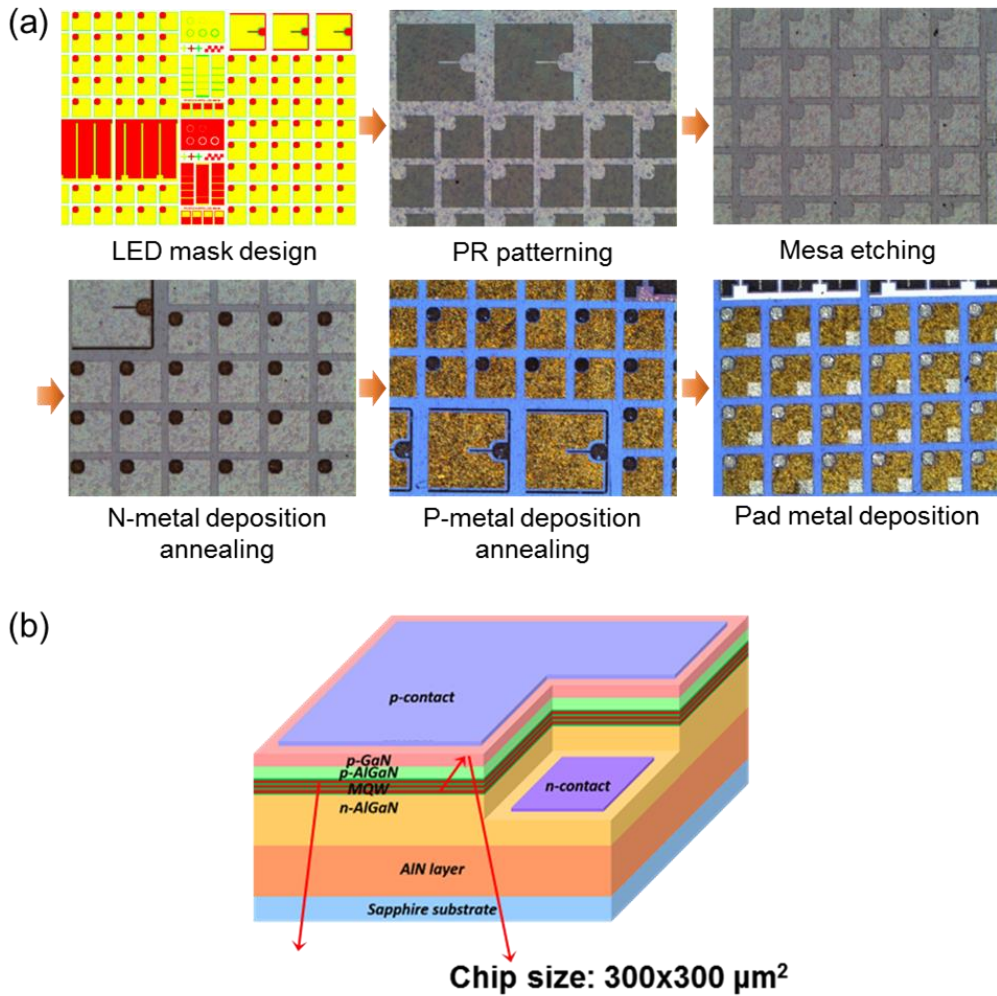 (a)
LED mask design
PR patterning
Mesa etching
N-metal deposition
annealing
P-metal deposition
annealing
Pad metal deposition
(b)
p-contact
p-GaN
p-AlGaN
MQW
n-AlGaN
n-contact
AlN layer
Sapphire substrate
Chip size: 300x300 µm²